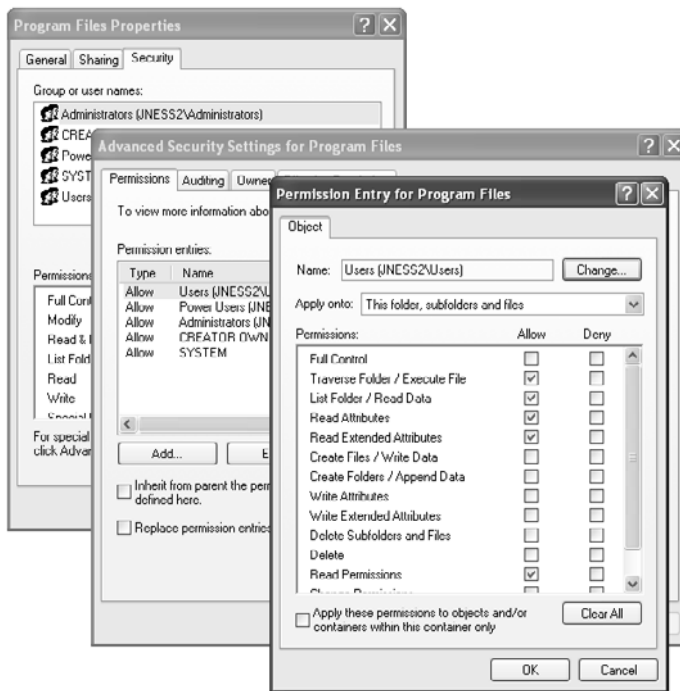 Program Files Properties
General Sharing Security
Group or user names:
Administrators (JNESS2\Administrators)
CREA
Powe
SYST
Users
Permissions
Full Cont
Modify
Read &
List Fold
Read
Write
For special
click Advan
Advanced Security Settings for Program Files
Permissions Auditing Owner
To view more information abo
Permission entries:
Type Name
Allow Users (JNESS2\U
Allow Power Users (JNE
Allow Administrators (JN
Allow CREATOR OWN
Allow SYSTEM
Add... E
Inherit from parent the perm
defined here.
Replace permission entries
Permission Entry for Program Files
Object
Name: Users (JNESS2\Users) Change...
Apply onto: This folder, subfolders and files
Permissions: Allow Deny
Full Control
Traverse Folder / Execute File
List Folder / Read Data
Read Attributes
Read Extended Attributes
Create Files / Write Data
Create Folders / Append Data
Write Attributes
Write Extended Attributes
Delete Subfolders and Files
Delete
Read Permissions
Change Permissions
Apply these permissions to objects and/or
containers within this container only
Clear All
OK Cancel